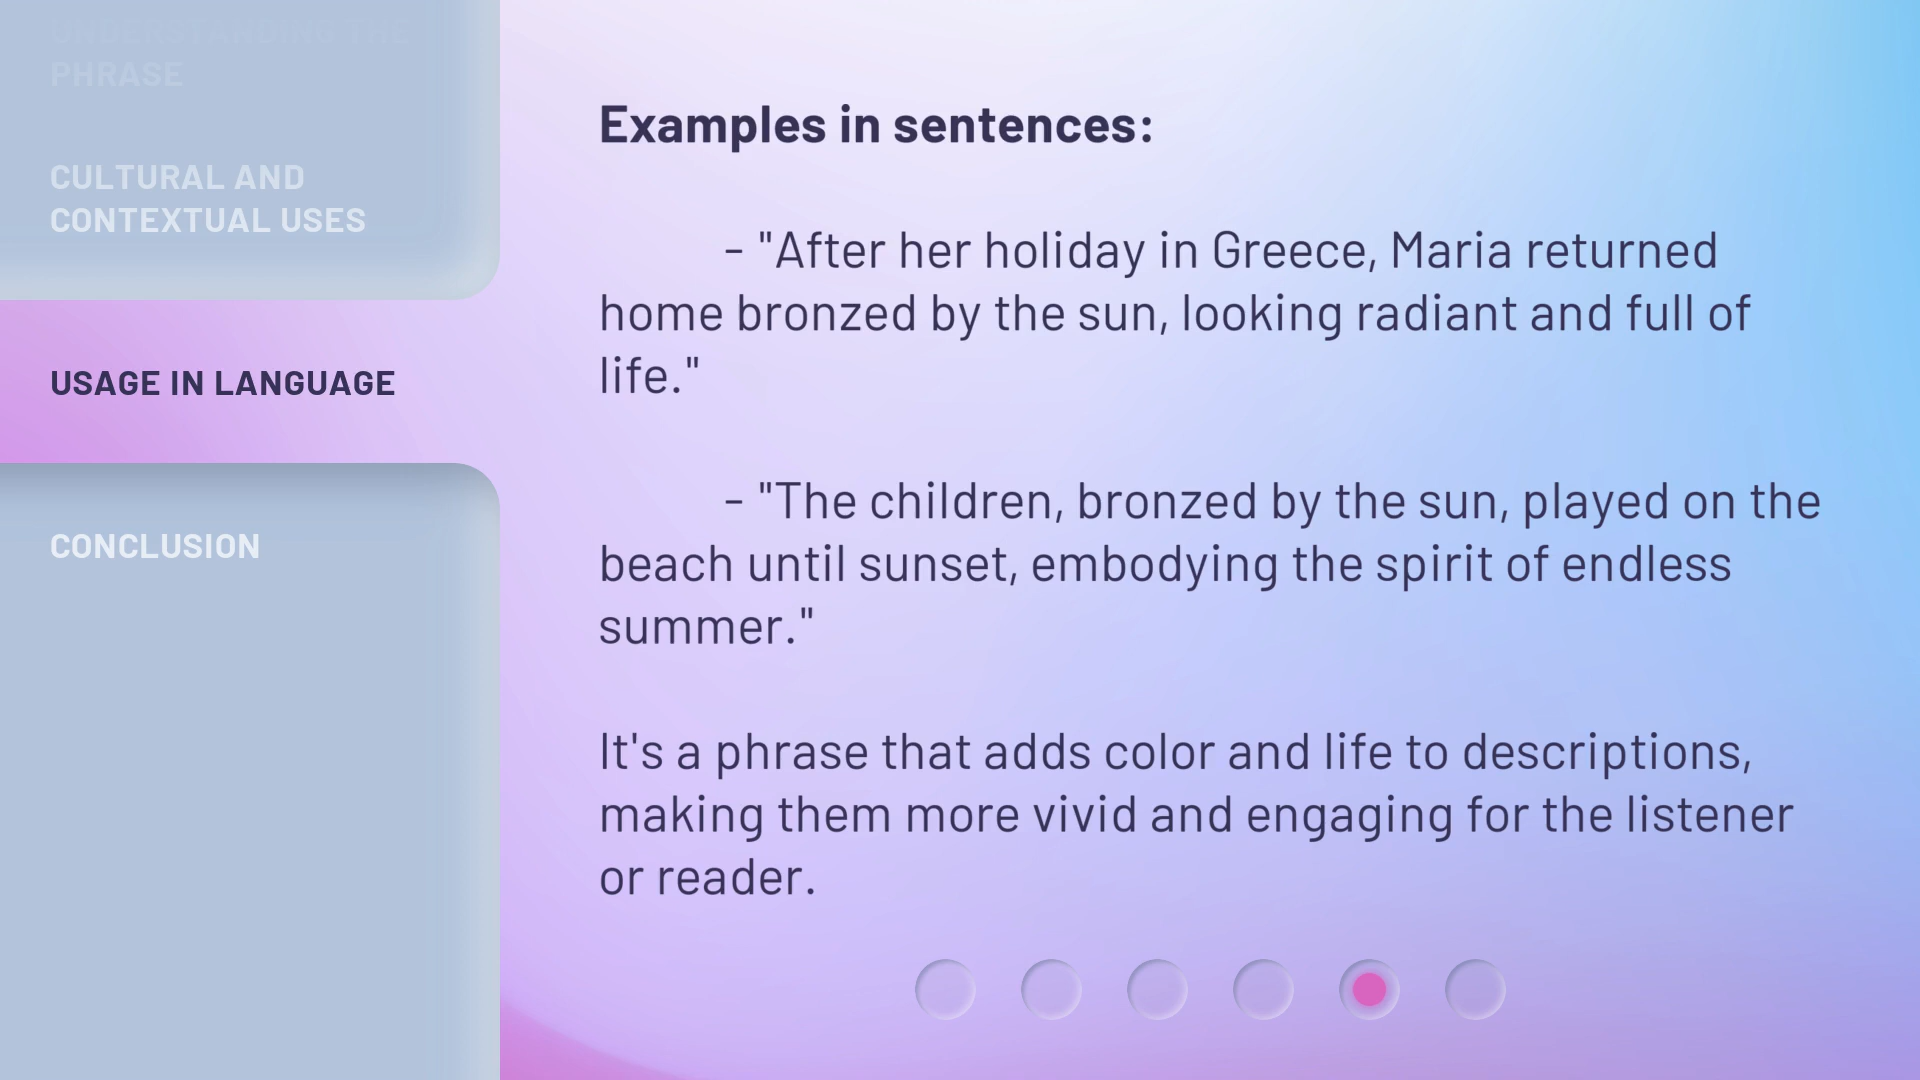 UNDERSTANDING THE
PHRASE
CULTURAL AND
CONTEXTUAL USES
USAGE IN LANGUAGE
CONCLUSION
Examples in sentences:
- "After her holiday in Greece, Maria returned
home bronzed by the sun, looking radiant and full of
life."
- "The children, bronzed by the sun, played on the
beach until sunset, embodying the spirit of endless
summer."
It's a phrase that adds color and life to descriptions,
making them more vivid and engaging for the listener
or reader.